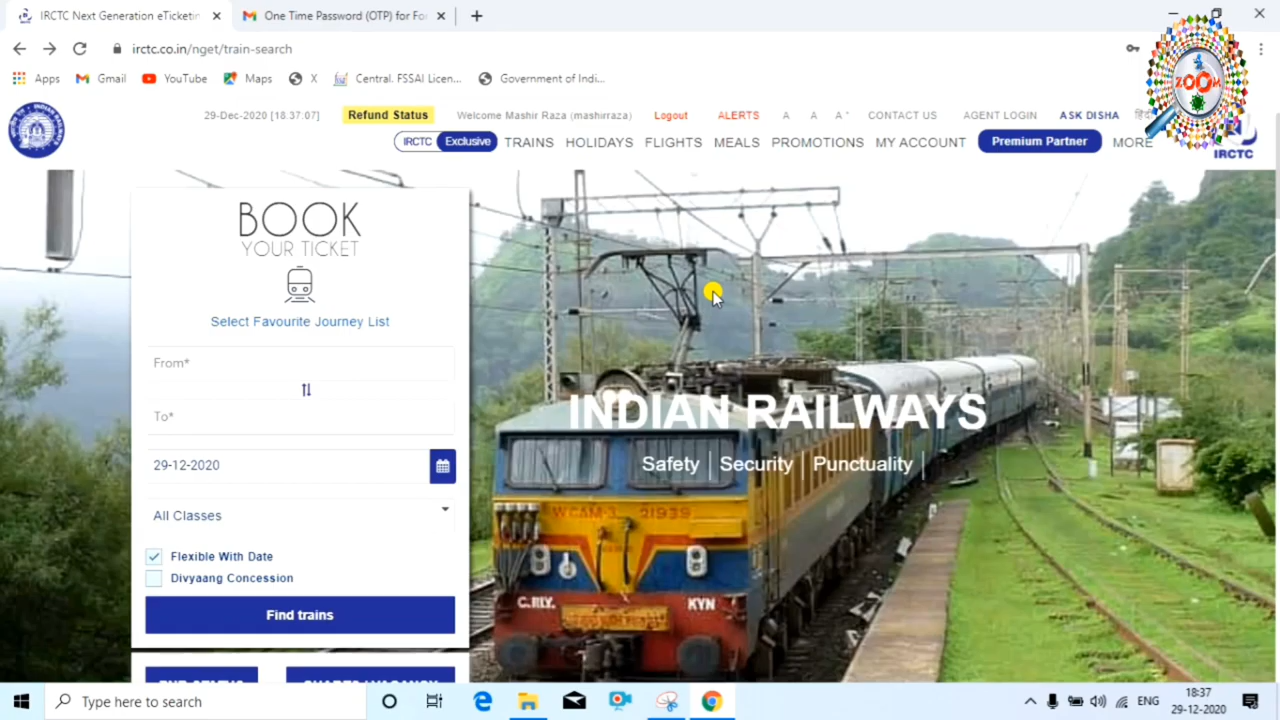 IRCTC Next Generation eTicketin
One Time Password (OTP) for For
irctc.co.in/nget/train-search
Apps
Gmail
YouTube
Maps
X
Central. FSSAI Licen...
Government of Indi...
ZOOM
29-Dec-2020 [18:37:07]
Refund Status
Welcome Mashir Raza (mashirraza)
Logout
ALERTS
A
A
A
CONTACT US
AGENT LOGIN
ASK DISHA
IRCTC Exclusive
TRAINS
HOLIDAYS
FLIGHTS
MEALS
PROMOTIONS
MY ACCOUNT
Premium Partner
MORE
IRCTC
BOOK
YOUR TICKET
Select Favourite Journey List
From*
To*
29-12-2020
All Classes
Flexible With Date
Divyaang Concession
Find trains
INDIAN RAILWAYS
Safety | Security | Punctuality |
WCAM-3 21939
C.RLY. KYN
Type here to search
ENG
18:37
29-12-2020